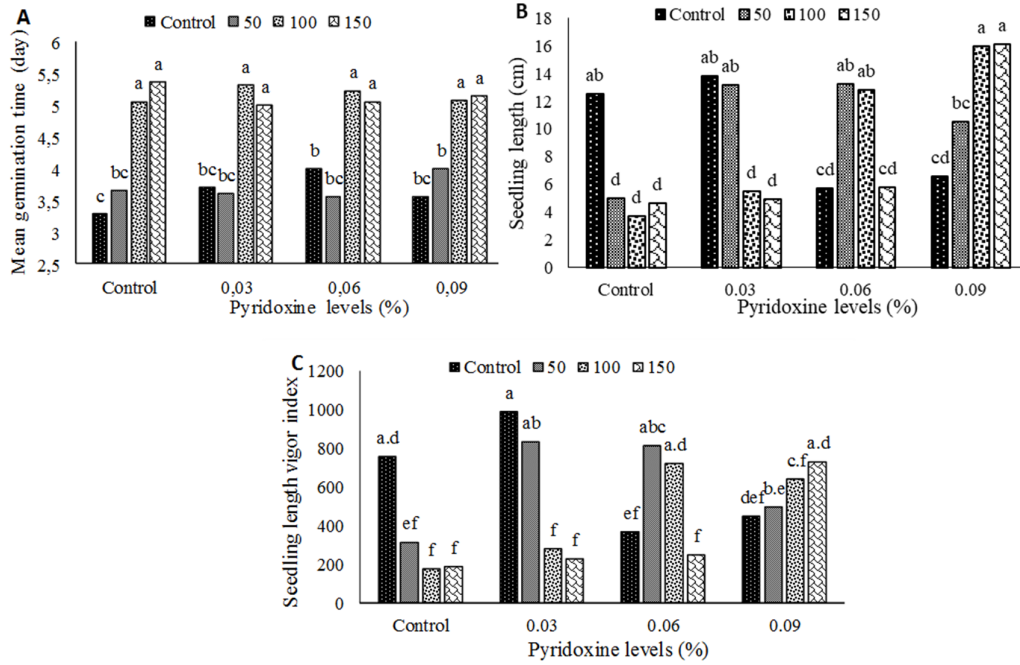 A
Control 50 100 150
Mean germination time (day)
6
5,5
5
4,5
4
3,5
3
2,5
c bc a a
bc bc a a
b bc a a
bc b a a
Control 0,03 0,06 0,09
Pyridoxine levels (%)
B
Control 50 100 150
Seedling length (cm)
18
16
14
12
10
8
6
4
2
0
ab d d d
ab ab d d
cd ab ab cd
cd bc a a
Control 0.03 0.06 0.09
Pyridoxine levels (%)
C
Control 50 100 150
Seedling length vigor index
1200
1000
800
600
400
200
0
a.d ef f f
a ab f f
ef abc a.d f
def b.e c.f a.d
Control 0.03 0.06 0.09
Pyridoxine levels (%)